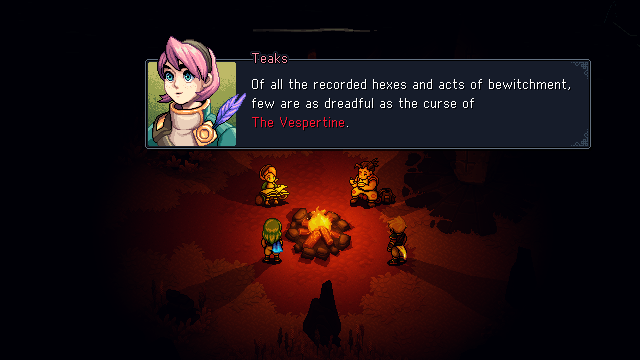 Teaks
Of all the recorded hexes and acts of bewitchment,
few are as dreadful as the curse of
The Vespertine.